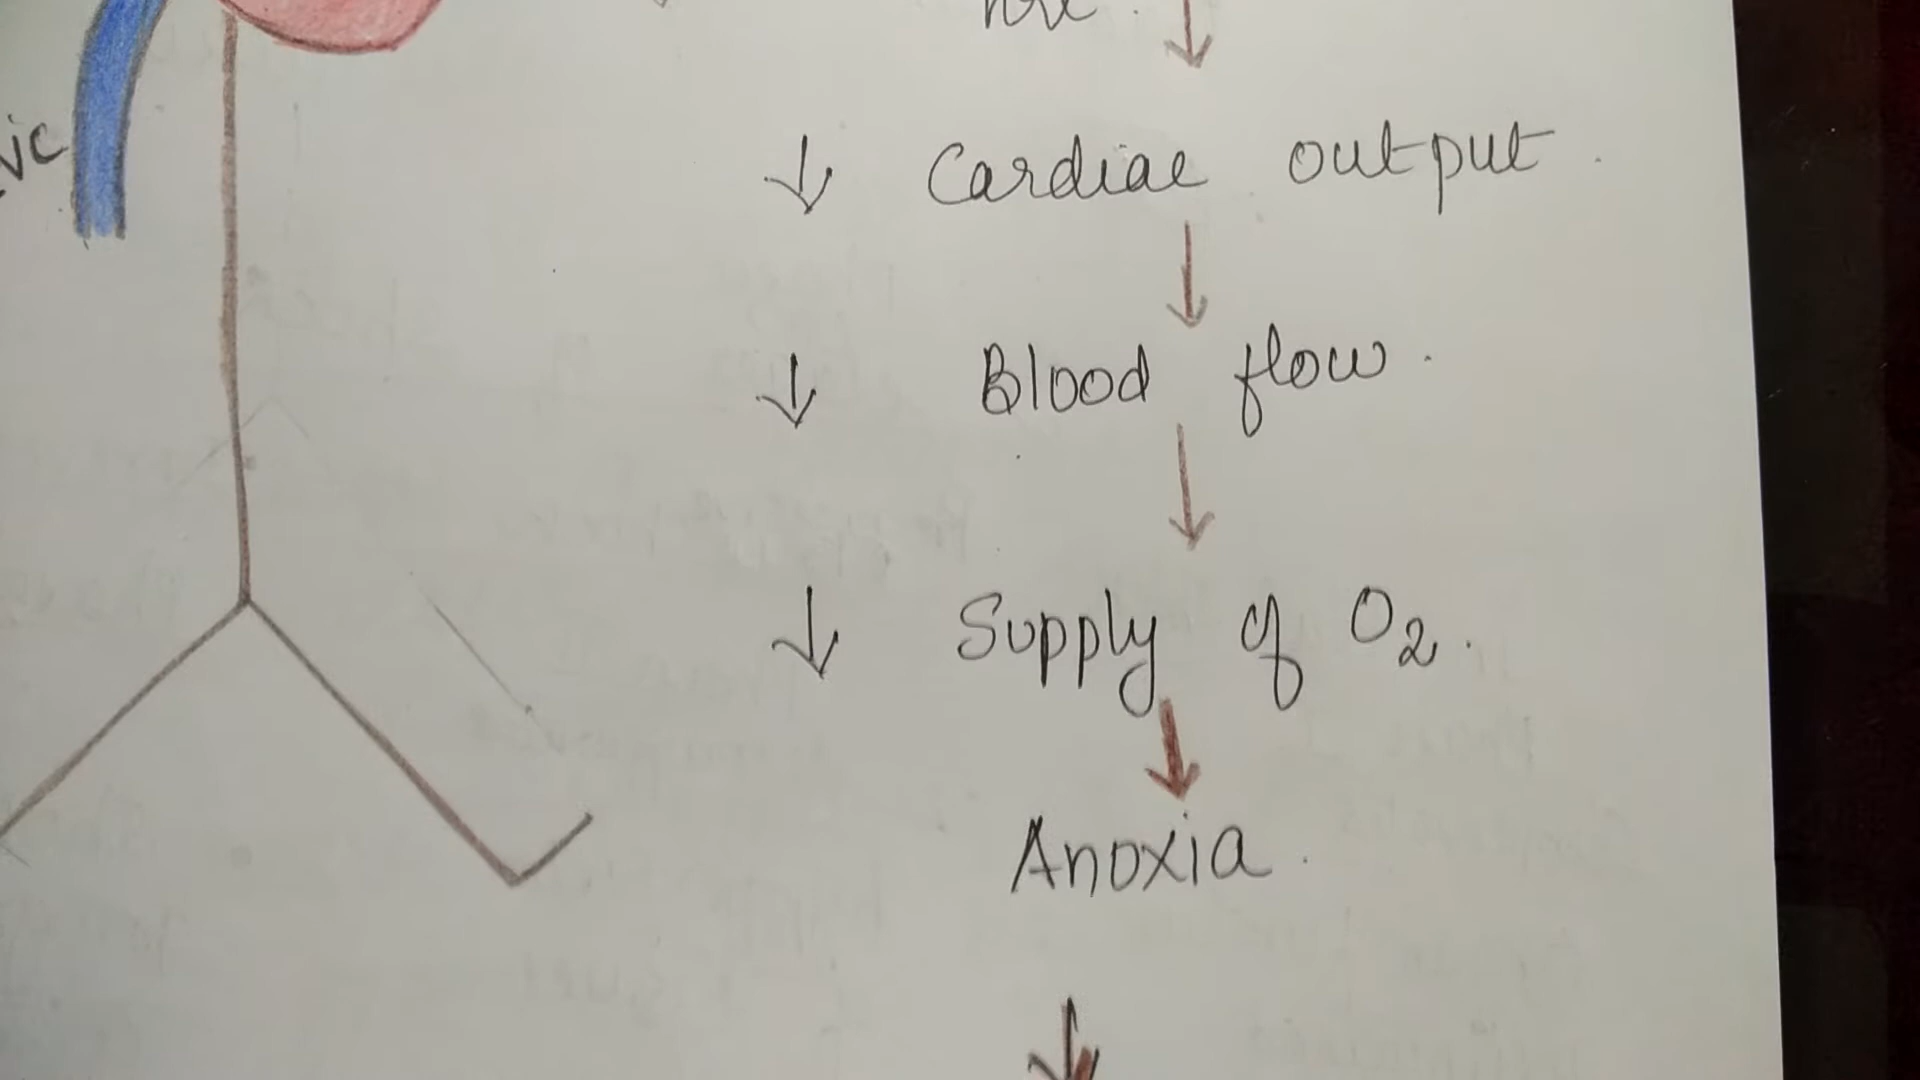 ↓ Cardiac output.
↓ Blood flow.
↓ Supply of O2.
Anoxia.